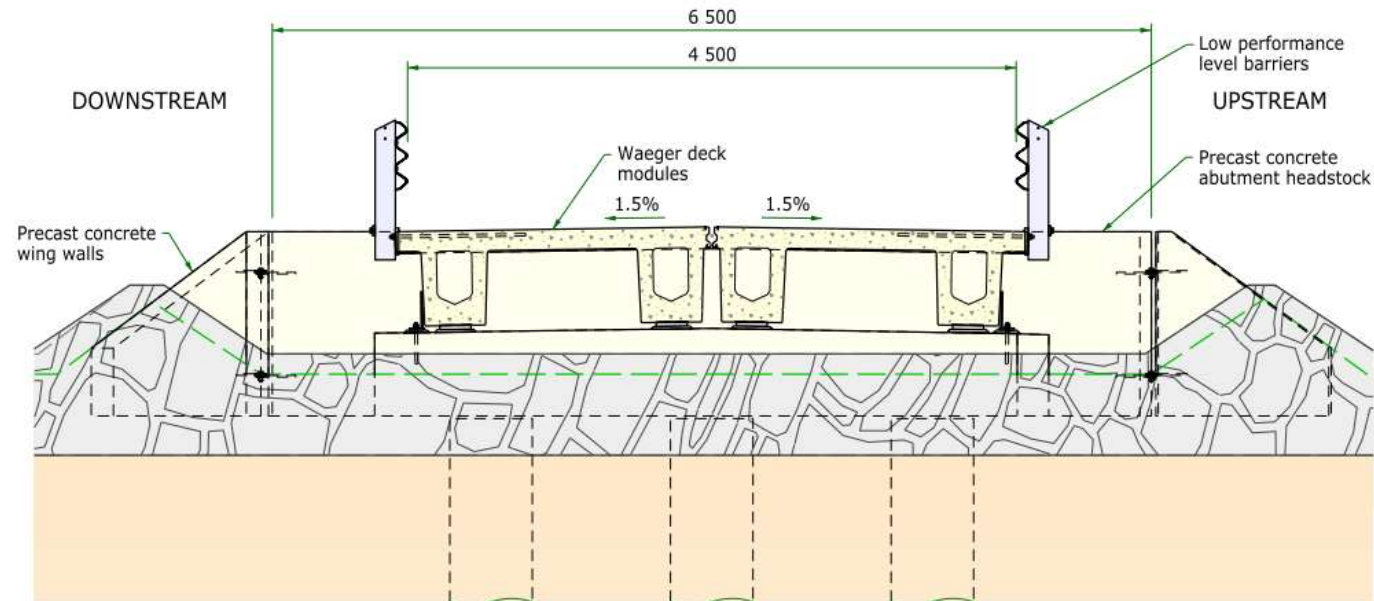 6 500
4 500
Low performance
level barriers
DOWNSTREAM
UPSTREAM
Waeger deck
modules
Precast concrete
abutment headstock
1.5%
1.5%
Precast concrete
wing walls